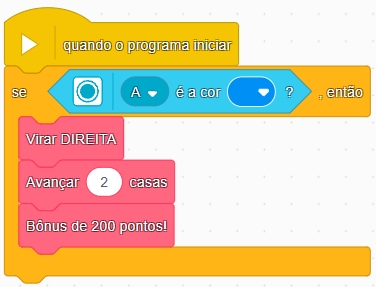 quando o programa iniciar
se A é a cor ? , então
Virar DIREITA
Avançar 2 casas
Bônus de 200 pontos!